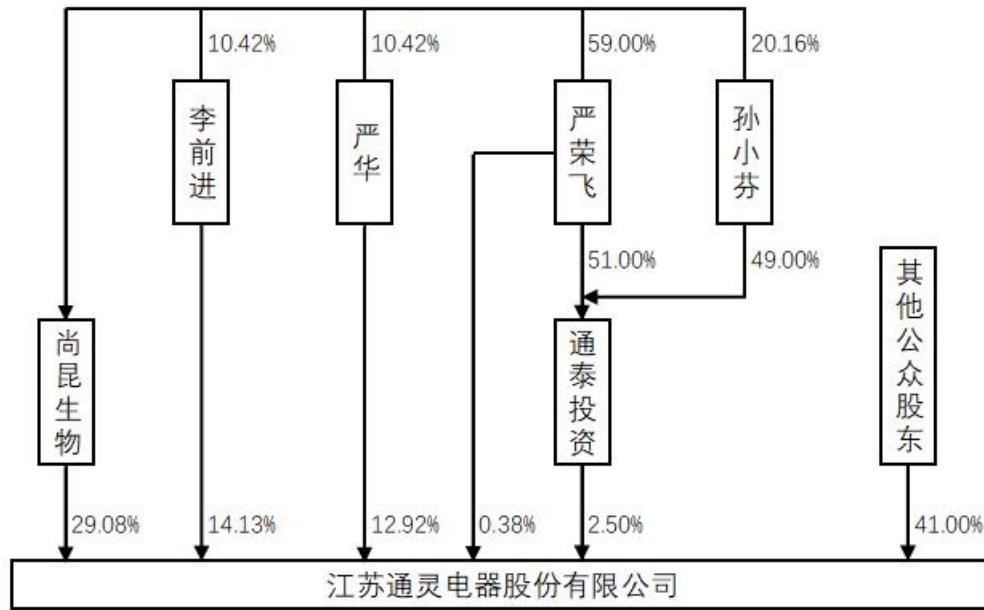 10.42%
10.42%
59.00%
20.16%
李前进
严华
严荣飞
孙小芬
51.00%
49.00%
其他公众股东
尚昆生物
通泰投资
29.08%
14.13%
12.92%
0.38%
2.50%
41.00%
江苏通灵电器股份有限公司